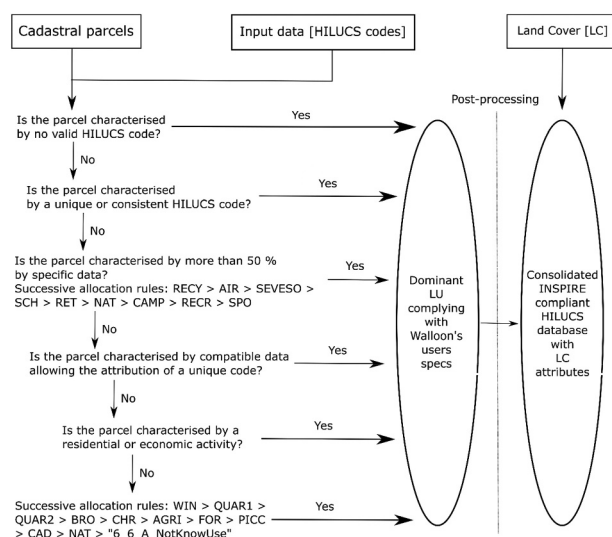 Cadastral parcels
Input data [HILUCS codes]
Land Cover [LC]
Post-processing
Is the parcel characterised
by no valid HILUCS code?
Yes
No
Is the parcel characterised
by a unique or consistent HILUCS code?
Yes
No
Is the parcel characterised by more than 50 %
by specific data?
Successive allocation rules: RECY > AIR > SEVESO >
SCH > RET > NAT > CAMP > RECR > SPO
Yes
No
Is the parcel characterised by compatible data
allowing the attribution of a unique code?
Yes
No
Is the parcel characterised by a
residential or economic activity?
Yes
No
Successive allocation rules: WIN > QUAR1 >
QUAR2 > BRO > CHR > AGRI > FOR > PICC
> CAD > NAT > "6_6_A_NotKnowUse"
Yes
Dominant
LU
complying
with
Walloon's
users
specs
Consolidated
INSPIRE
compliant
HILUCS
database
with
LC
attributes